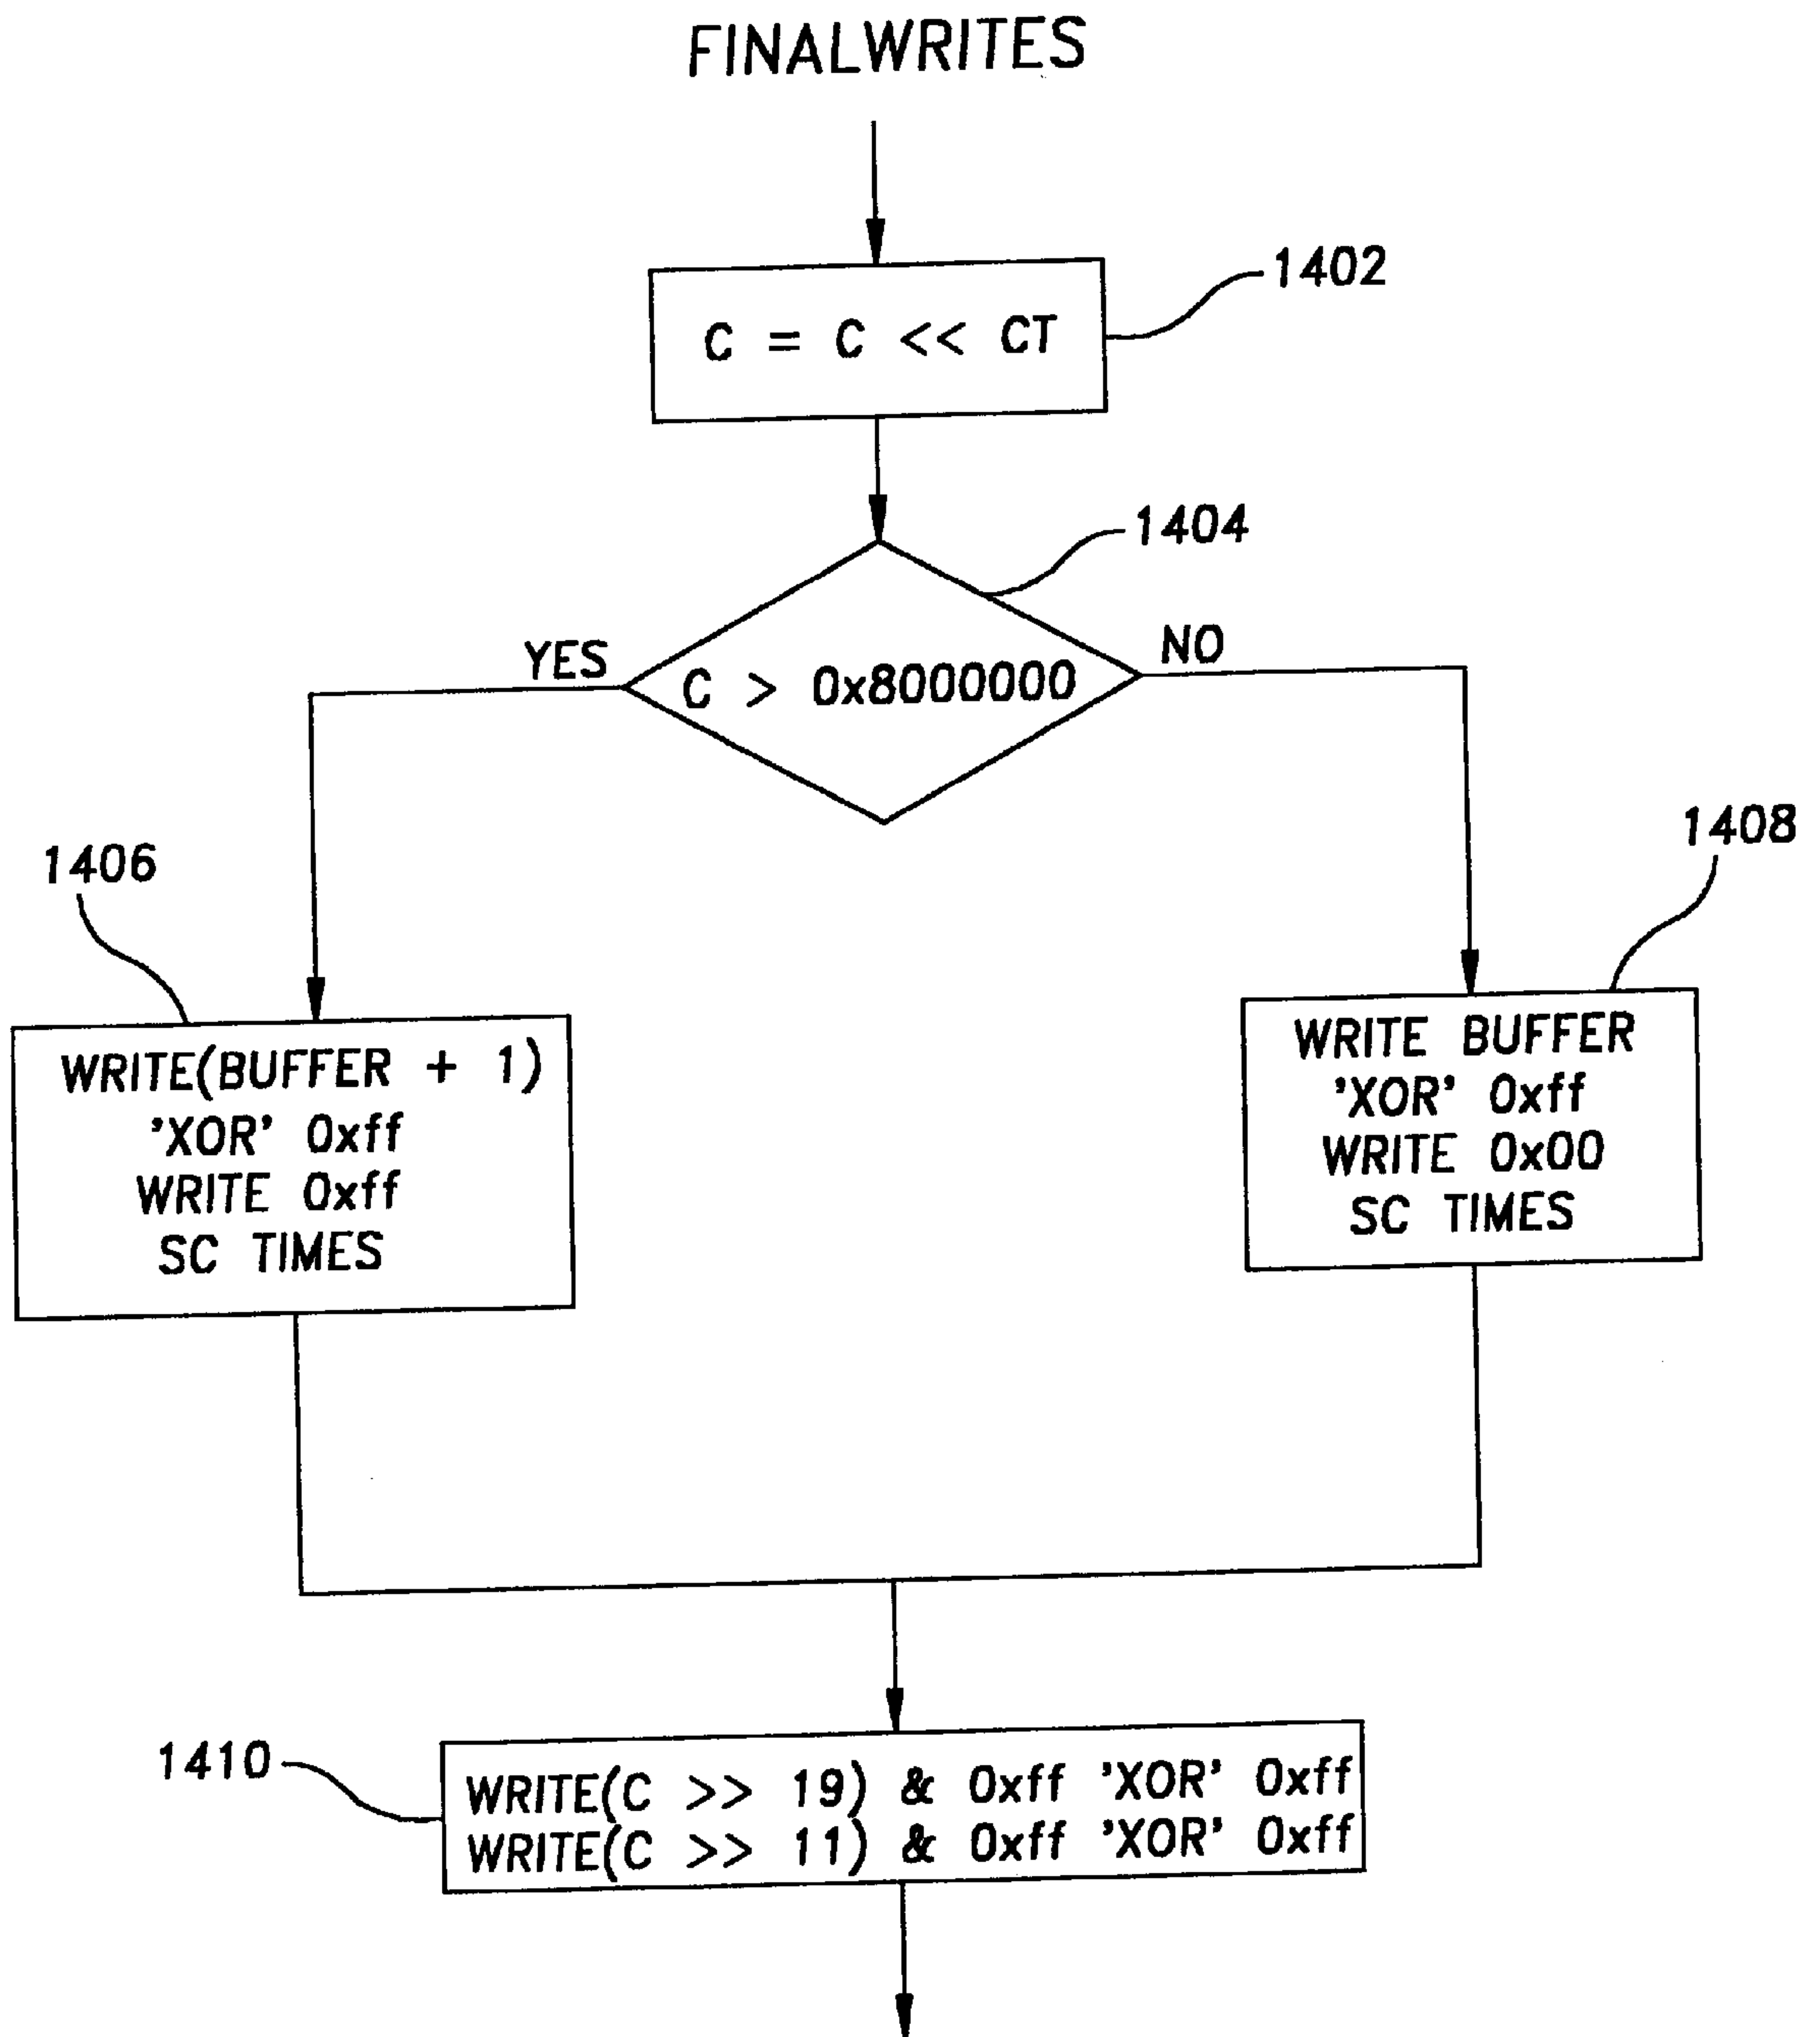 FINALWRITES
1402
C = C << CT
1404
YES
NO
C > 0x8000000
1406
1408
WRITE(BUFFER + 1)
'XOR' 0xff
WRITE 0xff
SC TIMES
WRITE BUFFER
'XOR' 0xff
WRITE 0x00
SC TIMES
1410
WRITE(C >> 19) & 0xff 'XOR' 0xff
WRITE(C >> 11) & 0xff 'XOR' 0xff